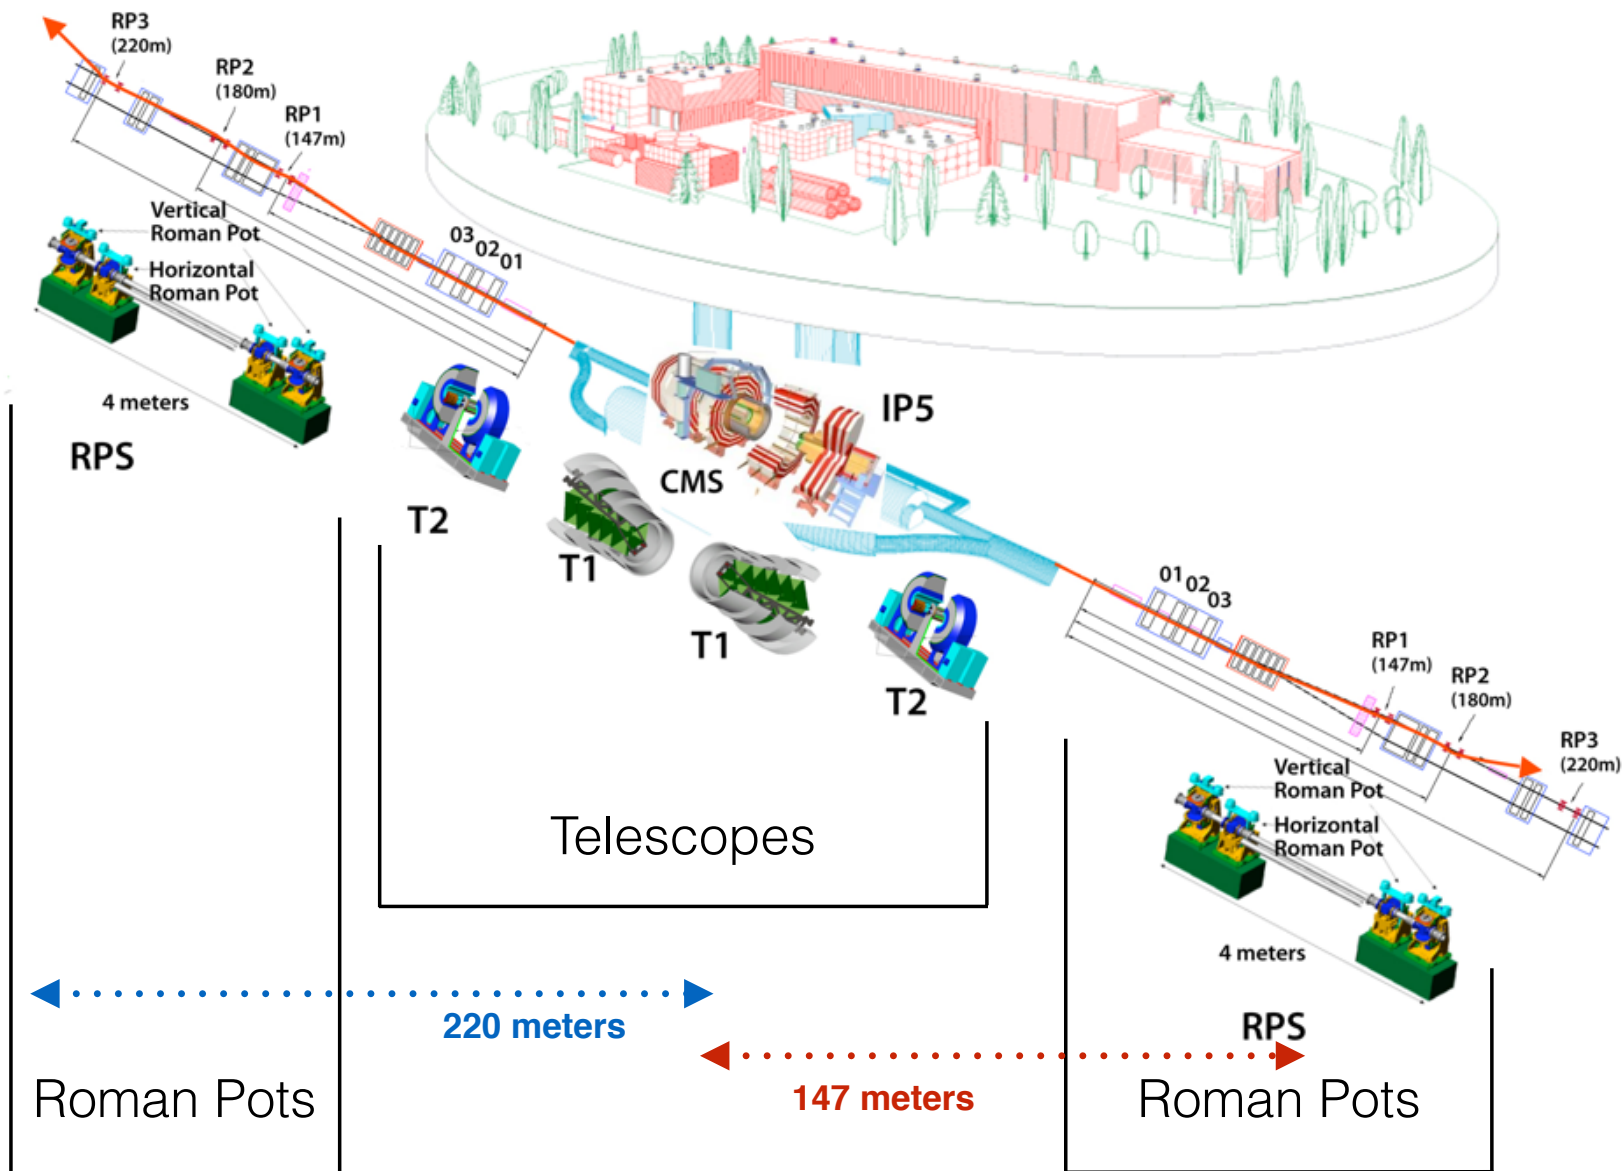 RP3
(220m)
RP2
(180m)
RP1
(147m)
Vertical
Roman Pot
Horizontal
Roman Pot
03
02
01
4 meters
RPS
T2
T1
CMS
IP5
T1
T2
01
02
03
RP1
(147m)
RP2
(180m)
RP3
(220m)
Vertical
Roman Pot
Horizontal
Roman Pot
4 meters
RPS
Telescopes
220 meters
147 meters
Roman Pots
Roman Pots